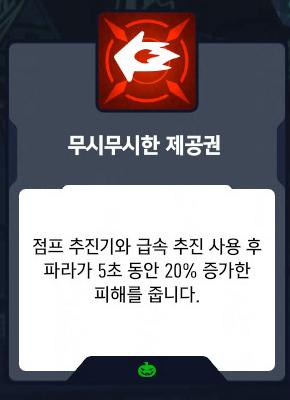 무시무시한 제공권
점프 추진기와 급속 추진 사용 후
파라가 5초 동안 20% 증가한
피해를 줍니다.